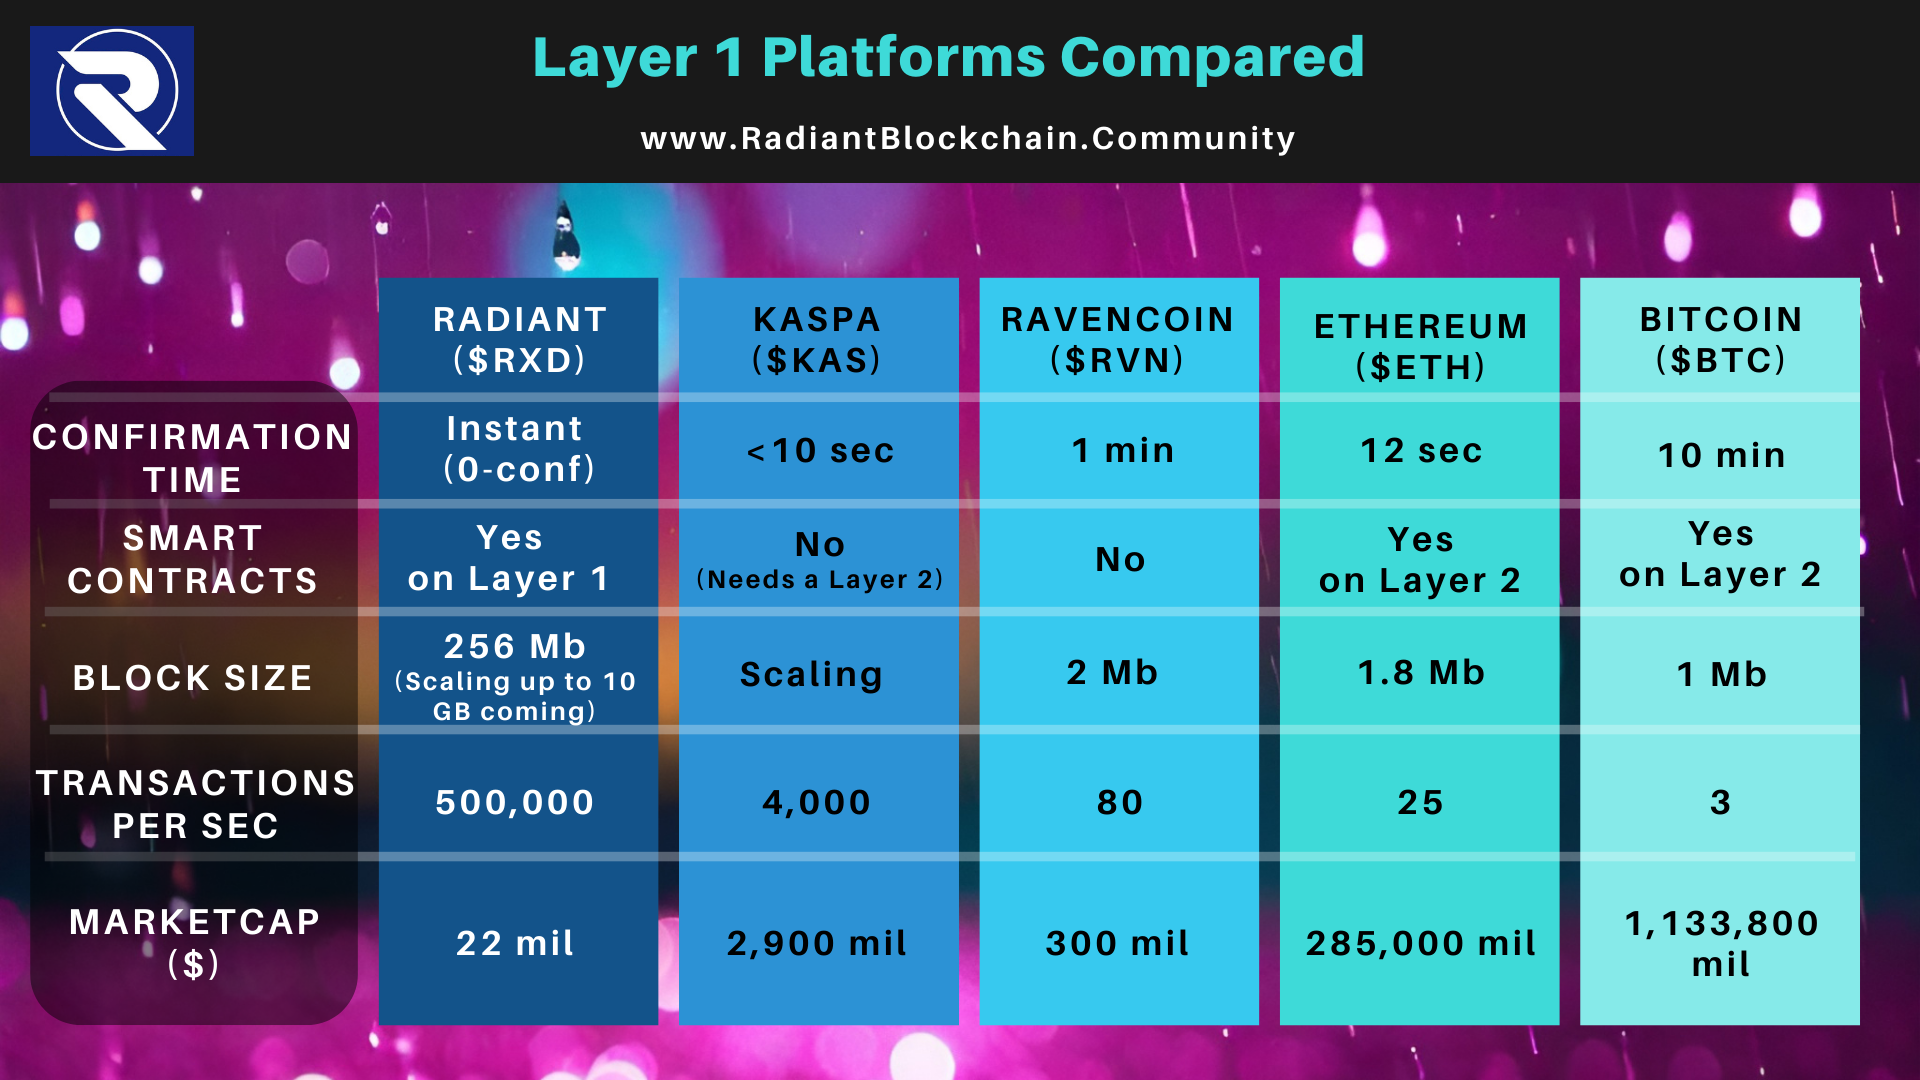 Layer 1 Platforms Compared
www.RadiantBlockchain.Community
RADIANT
($RXD)
KASPA
($KAS)
RAVENCOIN
($RVN)
ETHEREUM
($ETH)
BITCOIN
($BTC)
CONFIRMATION
TIME
Instant
(0-conf)
<10 sec
1 min
12 sec
10 min
SMART
CONTRACTS
Yes
on Layer 1
No
(Needs a Layer 2)
No
Yes
on Layer 2
Yes
on Layer 2
BLOCK SIZE
256 Mb
(Scaling up to 10
GB coming)
Scaling
2 Mb
1.8 Mb
1 Mb
TRANSACTIONS
PER SEC
500,000
4,000
80
25
3
MARKETCAP
($)
22 mil
2,900 mil
300 mil
285,000 mil
1,133,800
mil